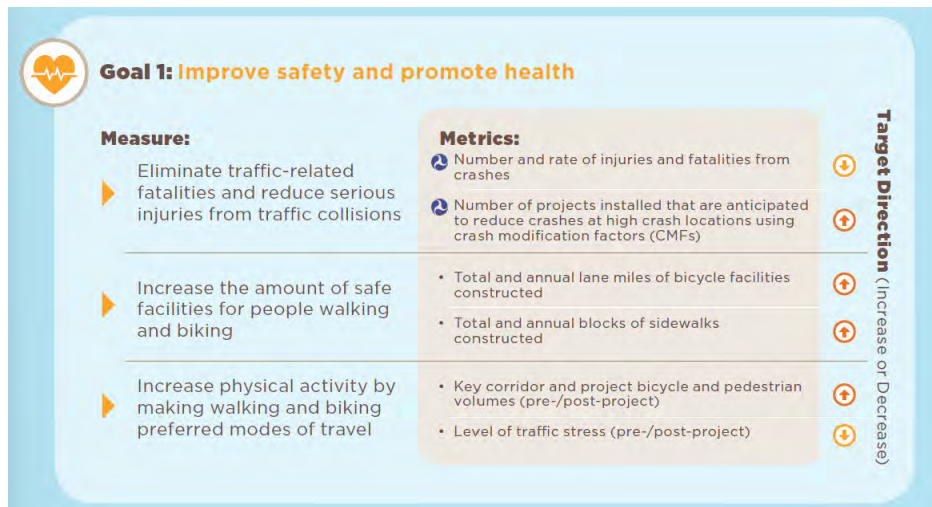 Goal 1: Improve safety and promote health
Measure:
Eliminate traffic-related
fatalities and reduce serious
injuries from traffic collisions
Increase the amount of safe
facilities for people walking
and biking
Increase physical activity by
making walking and biking
preferred modes of travel
Metrics:
Number and rate of injuries and fatalities from
crashes
Number of projects installed that are anticipated
to reduce crashes at high crash locations using
crash modification factors (CMFs)
• Total and annual lane miles of bicycle facilities
constructed
• Total and annual blocks of sidewalks
constructed
• Key corridor and project bicycle and pedestrian
volumes (pre-/post-project)
• Level of traffic stress (pre-/post-project)
Target Direction (Increase or Decrease)